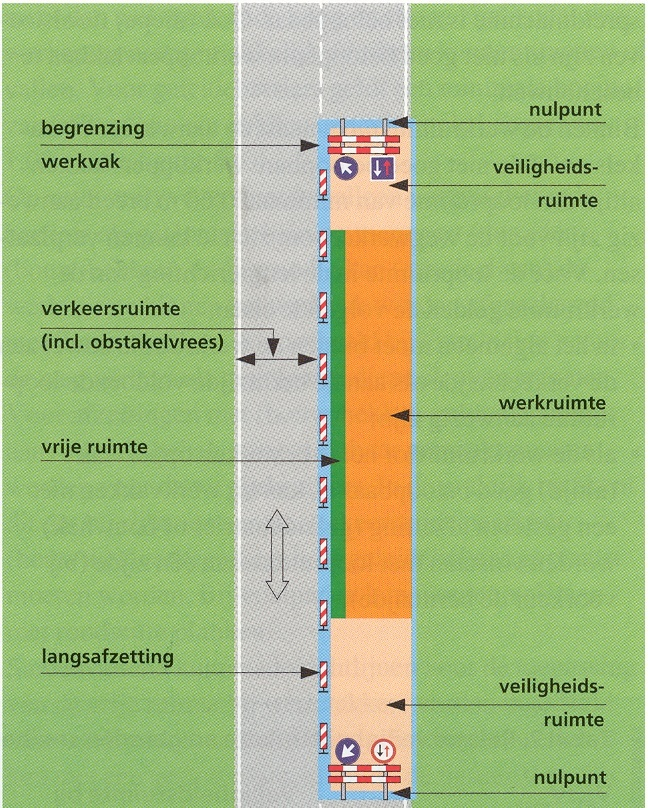 nulpunt
begrenzing
werkvak
veiligheids-
ruimte
verkeersruimte
(incl. obstakelvrees)
werkruimte
vrije ruimte
langsafzetting
veiligheids-
ruimte
nulpunt